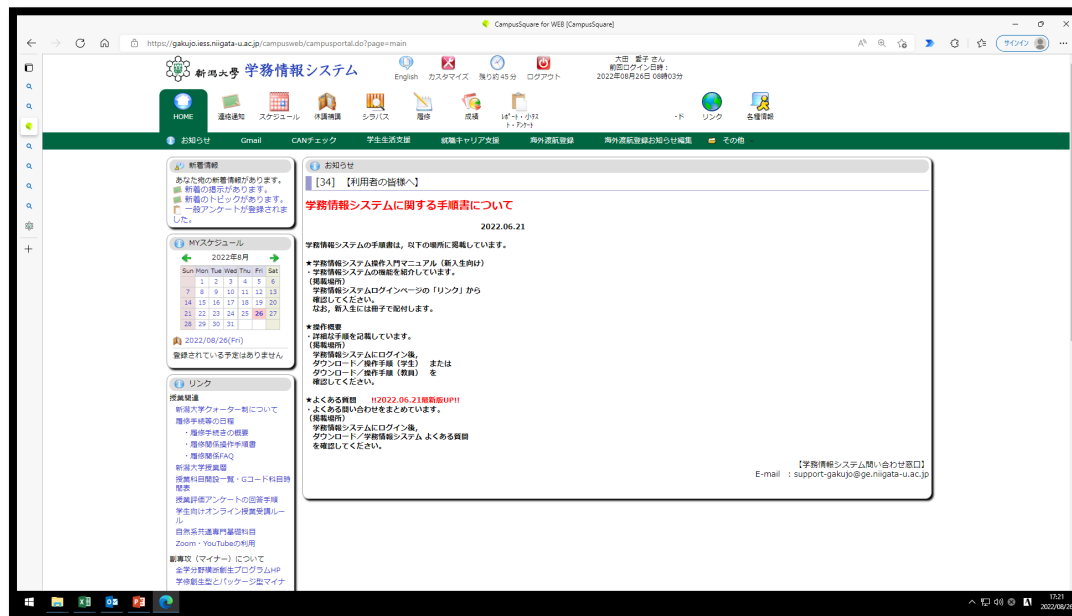 CampusSquare for WEB [CampusSquare]
https://gakujo.iess.niigata-u.ac.jp/campusweb/campusportal.do?page=main
サインイン
新潟大學 学務情報システム
English
カスタマイズ
残り約45分
ログアウト
大田 愛子 さん
前回ログイン日時：
2022年08月26日 08時03分
HOME
連絡通知
スケジュール
休講補講
シラバス
履修
成績
ﾚﾎﾟｰﾄ・小ﾃｽ
ﾄ・ｱﾝｹｰﾄ
-ド
リンク
各種情報
お知らせ
Gmail
CANチェック
学生生活支援
就職キャリア支援
海外渡航登録
海外渡航登録お知らせ編集
その他
新着情報
あなた宛の新着情報があります。
新着の掲示があります。
新着のトピックがあります。
一般アンケートが登録されま
した。
MYスケジュール
2022年8月
Sun Mon Tue Wed Thu Fri Sat
1 2 3 4 5 6
7 8 9 10 11 12 13
14 15 16 17 18 19 20
21 22 23 24 25 26 27
28 29 30 31
2022/08/26(Fri)
登録されている予定はありません
リンク
授業関連
新潟大学クォーター制について
履修手続等の日程
・履修手続きの概要
・履修関係操作手順書
・履修関係FAQ
新潟大学授業暦
授業科目開設一覧・Gコード科目時
間表
授業評価アンケートの回答手順
学生向けオンライン授業受講ルー
ル
自然系共通専門基礎科目
Zoom・YouTubeの利用
副専攻（マイナー）について
全学分野横断創生プログラムHP
学修創生型とパッケージ型マイナ
お知らせ
[34] 【利用者の皆様へ】
学務情報システムに関する手順書について
2022.06.21
学務情報システムの手順書は，以下の場所に掲載しています。
★学務情報システム操作入門マニュアル（新入生向け）
・学務情報システムの機能を紹介しています。
（掲載場所）
学務情報システムログインページの「リンク」から
確認してください。
なお，新入生には冊子で配付します。
★操作概要
・詳細な手順を記載しています。
（掲載場所）
学務情報システムにログイン後，
ダウンロード／操作手順（学生） または
ダウンロード／操作手順（教員） を
確認してください。
★よくある質問 !!2022.06.21最新版UP!!
・よくある問い合わせをまとめています。
（掲載場所）
学務情報システムにログイン後，
ダウンロード／学務情報システム よくある質問
を確認してください。
【学務情報システム問い合わせ窓口】
E-mail ：support-gakujo@ge.niigata-u.ac.jp
17:21
2022/08/26